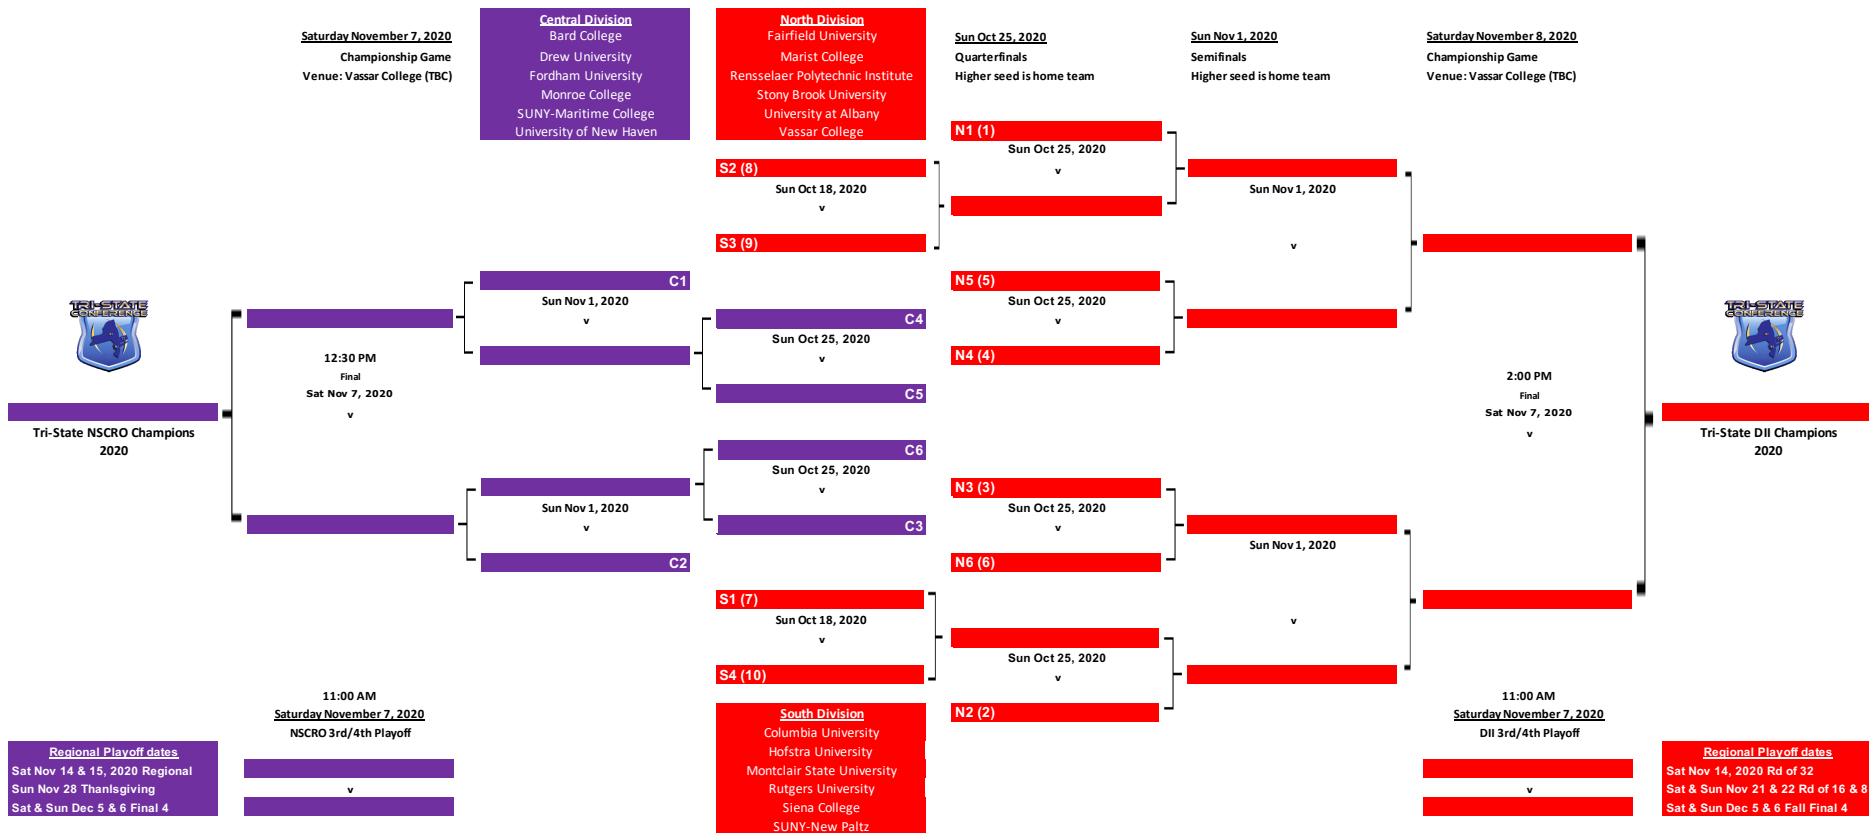 Saturday November 7, 2020
Championship Game
Venue: Vassar College (TBC)
Central Division
Bard College
Drew University
Fordham University
Monroe College
SUNY-Maritime College
University of New Haven
North Division
Fairfield University
Marist College
Rensselaer Polytechnic Institute
Stony Brook University
University at Albany
Vassar College
Sun Oct 25, 2020
Quarterfinals
Higher seed is home team
Sun Nov 1, 2020
Semifinals
Higher seed is home team
Saturday November 8, 2020
Championship Game
Venue: Vassar College (TBC)
N1 (1)
Sun Oct 25, 2020
v
S2 (8)
Sun Oct 18, 2020
v
S3 (9)
Sun Nov 1, 2020
v
C1
Sun Nov 1, 2020
v
C4
Sun Oct 25, 2020
v
C5
N5 (5)
Sun Oct 25, 2020
v
N4 (4)
TRI-STATE
CONFERENCE
12:30 PM
Final
Sat Nov 7, 2020
v
Tri-State NSCRO Champions
2020
TRI-STATE
CONFERENCE
2:00 PM
Final
Sat Nov 7, 2020
v
Tri-State DII Champions
2020
C6
Sun Oct 25, 2020
v
C3
Sun Nov 1, 2020
v
C2
N3 (3)
Sun Oct 25, 2020
v
N6 (6)
Sun Nov 1, 2020
v
S1 (7)
Sun Oct 18, 2020
v
S4 (10)
Sun Oct 25, 2020
v
N2 (2)
11:00 AM
Saturday November 7, 2020
NSCRO 3rd/4th Playoff
v
Regional Playoff dates
Sat Nov 14 & 15, 2020 Regional
Sun Nov 28 Thanlsgiving
Sat & Sun Dec 5 & 6 Final 4
South Division
Columbia University
Hofstra University
Montclair State University
Rutgers University
Siena College
SUNY-New Paltz
11:00 AM
Saturday November 7, 2020
DII 3rd/4th Playoff
v
Regional Playoff dates
Sat Nov 14, 2020 Rd of 32
Sat & Sun Nov 21 & 22 Rd of 16 & 8
Sat & Sun Dec 5 & 6 Fall Final 4